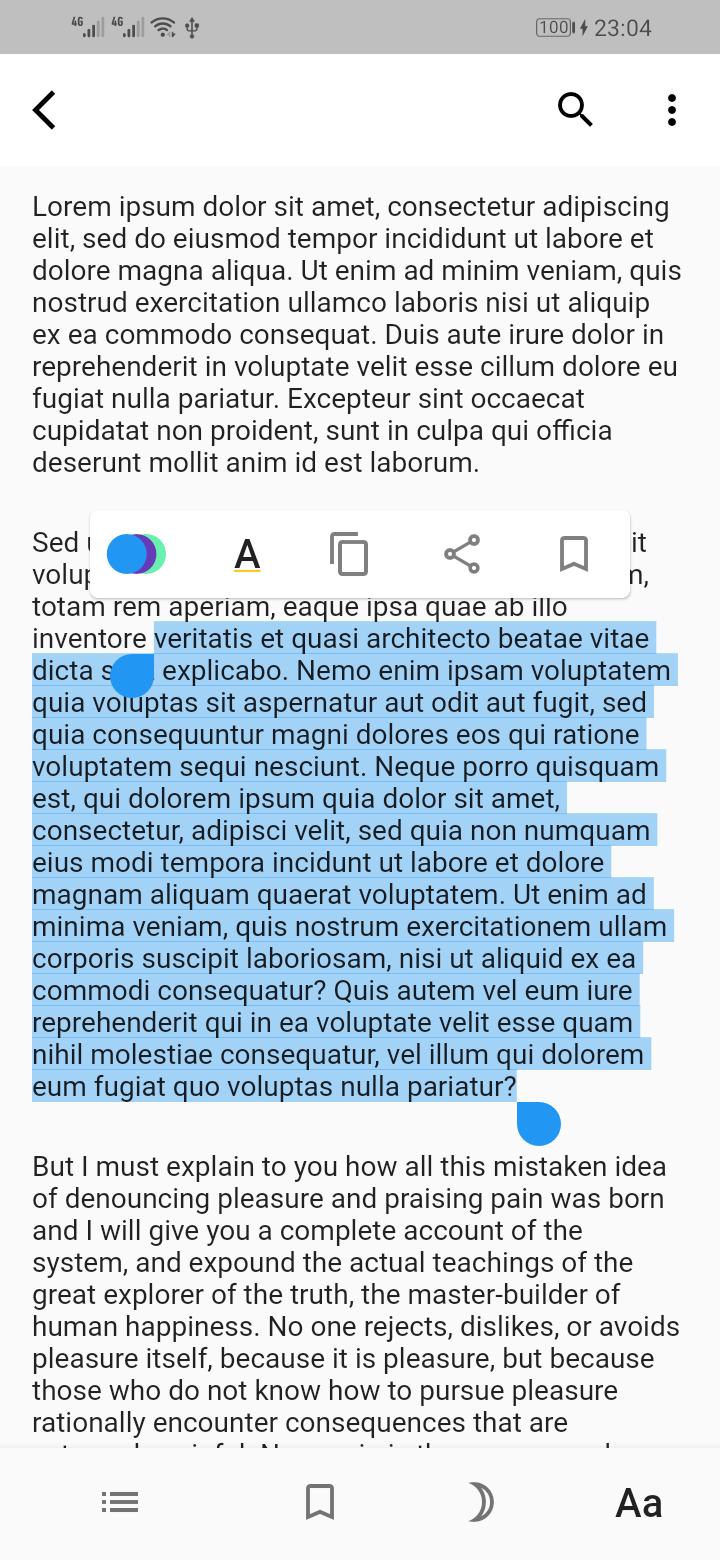 4G 4G 100 23:04
Lorem ipsum dolor sit amet, consectetur adipiscing
elit, sed do eiusmod tempor incididunt ut labore et
dolore magna aliqua. Ut enim ad minim veniam, quis
nostrud exercitation ullamco laboris nisi ut aliquip
ex ea commodo consequat. Duis aute irure dolor in
reprehenderit in voluptate velit esse cillum dolore eu
fugiat nulla pariatur. Excepteur sint occaecat
cupidatat non proident, sunt in culpa qui officia
deserunt mollit anim id est laborum.
Sed
A
totam rem aperiam, eaque ipsa quae ab illo
inventore veritatis et quasi architecto beatae vitae
dicta explicabo. Nemo enim ipsam voluptatem
quia voluptas sit aspernatur aut odit aut fugit, sed
quia consequuntur magni dolores eos qui ratione
voluptatem sequi nesciunt. Neque porro quisquam
est, qui dolorem ipsum quia dolor sit amet,
consectetur, adipisci velit, sed quia non numquam
eius modi tempora incidunt ut labore et dolore
magnam aliquam quaerat voluptatem. Ut enim ad
minima veniam, quis nostrum exercitationem ullam
corporis suscipit laboriosam, nisi ut aliquid ex ea
commodi consequatur? Quis autem vel eum iure
reprehenderit qui in ea voluptate velit esse quam
nihil molestiae consequatur, vel illum qui dolorem
eum fugiat quo voluptas nulla pariatur?
But I must explain to you how all this mistaken idea
of denouncing pleasure and praising pain was born
and I will give you a complete account of the
system, and expound the actual teachings of the
great explorer of the truth, the master-builder of
human happiness. No one rejects, dislikes, or avoids
pleasure itself, because it is pleasure, but because
those who do not know how to pursue pleasure
rationally encounter consequences that are
Aa